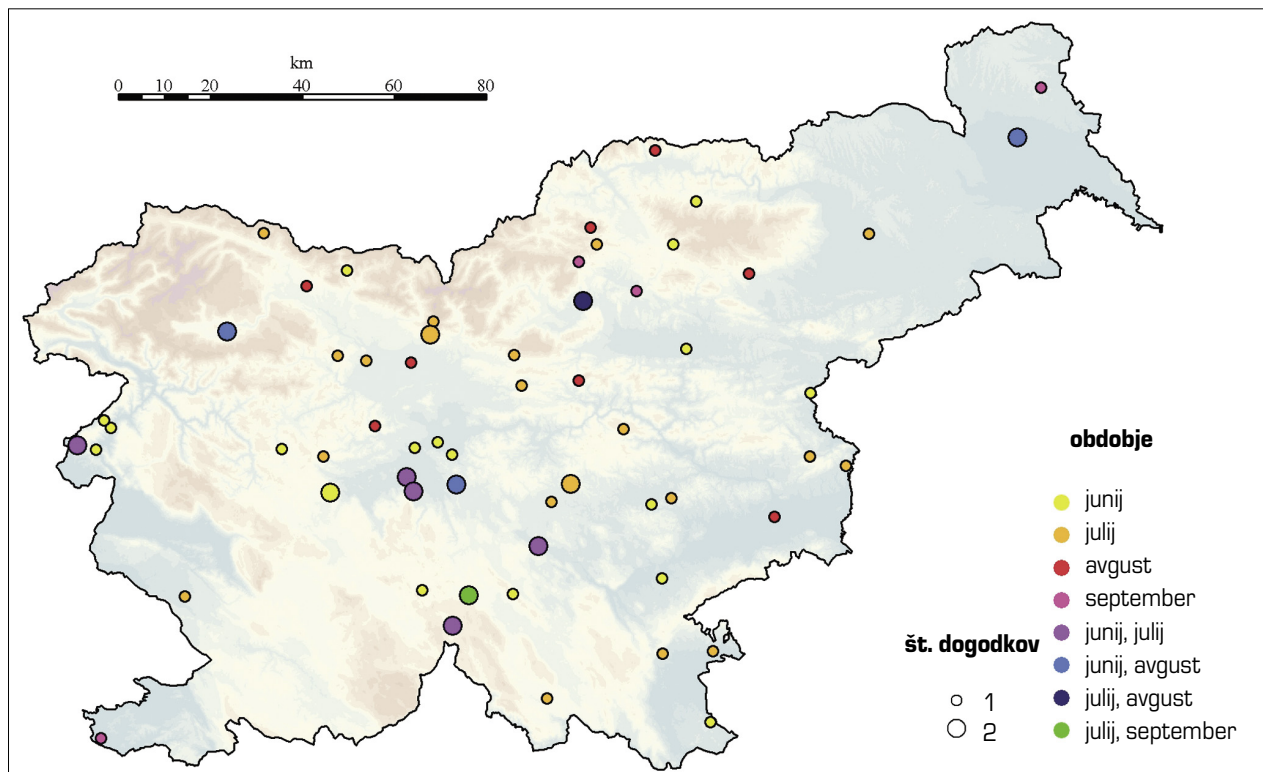 km
0 10 20 40 60 80
obdobje
junij
julij
avgust
september
junij, julij
junij, avgust
julij, avgust
julij, september
št. dogodkov
1
2